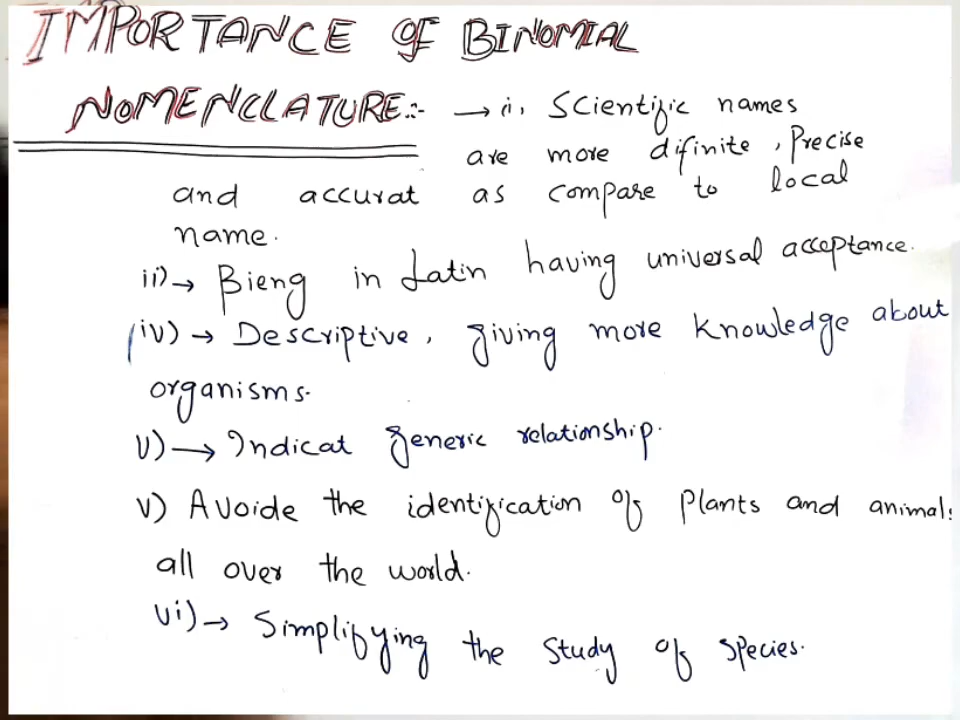 IMPORTANCE OF BINOMIAL
NOMENCLATURE:- → i, Scientific names
are more difinite, Precise
and accurat as compare to local
name.
ii) → Bieng in Latin having universal acceptance.
iv) → Descriptive, giving more knowledge about
organisms.
v) → Indicat generic relationship.
v) Avoide the identification of plants and animals
all over the world.
vi) → Simplifying the study of species.